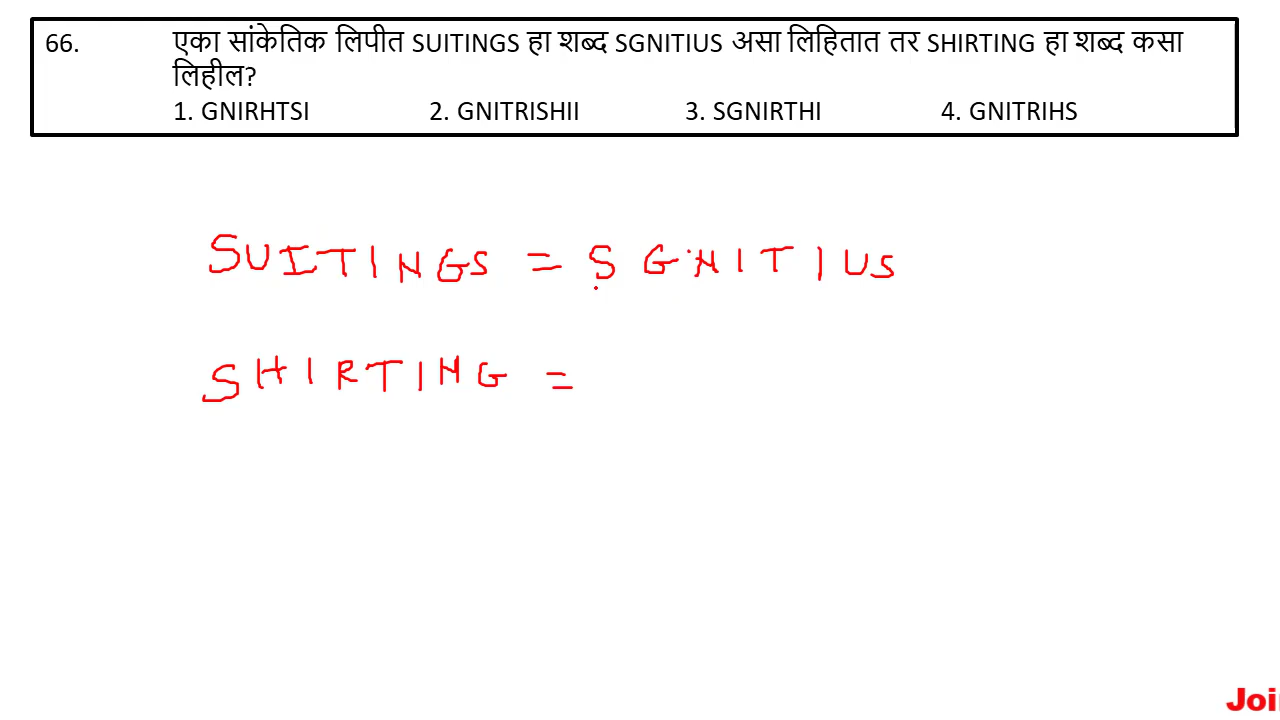 66. एका सांकेतिक लिपीत SUITINGS हा शब्द SGNITIUS असा लिहितात तर SHIRTING हा शब्द कसा
लिहील?
1. GNIRHTSI 2. GNITRISHII 3. SGNIRTHI 4. GNITRIHS
SUITINGS = SGNITIUS
SHIRTING =